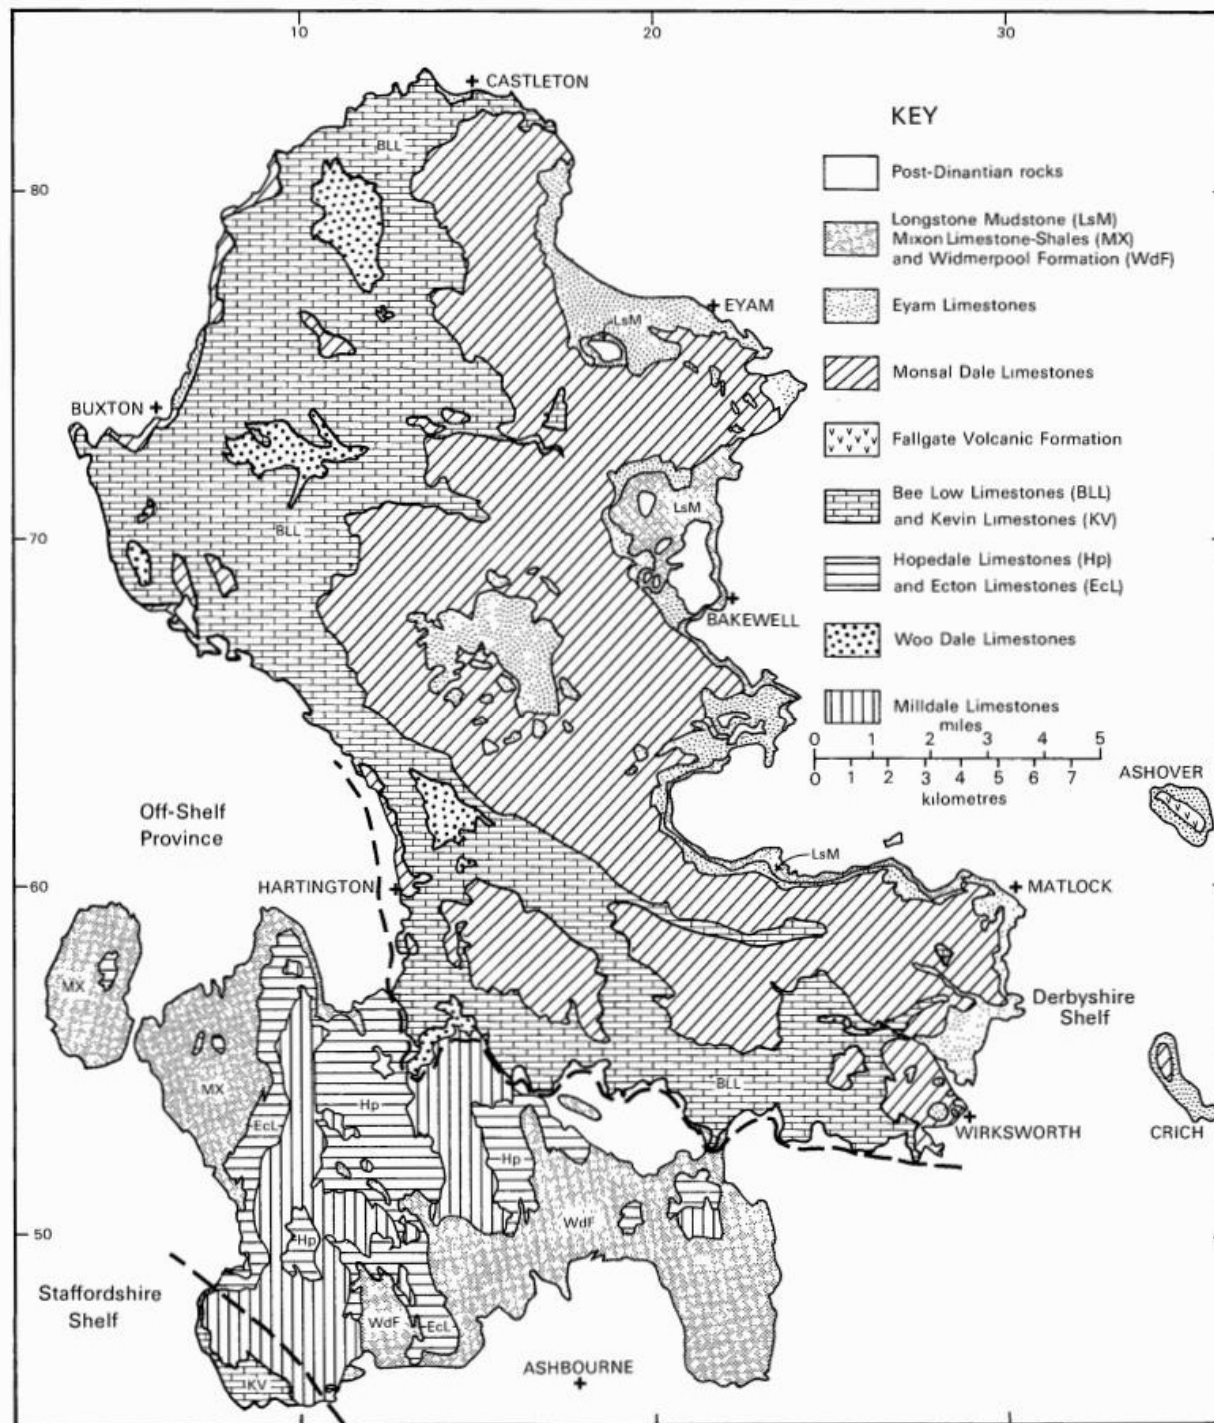 10
20
30
CASTLETON
KEY
BLL
Post-Dinantian rocks
80
Longstone Mudstone (LsM)
Mixon Limestone-Shales (MX)
and Widmerpool Formation (WdF)
EYAM
Eyam Limestones
LsM
Monsal Dale Limestones
BUXTON
Fallgate Volcanic Formation
Bee Low Limestones (BLL)
LsM
and Kevin Limestones (KV)
BLL
70
Hopedale Limestones (Hp)
and Ecton Limestones (EcL)
BAKEWELL
Woo Dale Limestones
Milldale Limestones
miles
0 1 2 3 4 5
0 1 2 3 4 5 6 7
kilometres
ASHOVER
Off-Shelf
Province
LsM
HARTINGTON
60
MATLOCK
MX
Derbyshire
Shelf
MX
BLL
Hp
EcL
WIRKSWORTH
CRICH
Hp
WdF
50
Hp
Staffordshire
Shelf
WdF
EcL
ASHBOURNE
KV